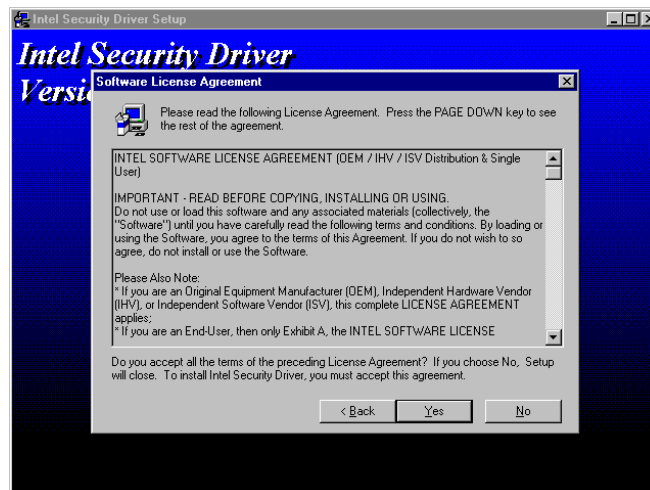 Intel Security Driver Setup
Intel Security Driver
Versi
Software License Agreement
Please read the following License Agreement. Press the PAGE DOWN key to see
the rest of the agreement.
INTEL SOFTWARE LICENSE AGREEMENT (OEM / IHV / ISV Distribution & Single
User)
IMPORTANT - READ BEFORE COPYING, INSTALLING OR USING.
Do not use or load this software and any associated materials (collectively, the
"Software") until you have carefully read the following terms and conditions. By loading or
using the Software, you agree to the terms of this Agreement. If you do not wish to so
agree, do not install or use the Software.
Please Also Note:
* If you are an Original Equipment Manufacturer (OEM), Independent Hardware Vendor
(IHV), or Independent Software Vendor (ISV), this complete LICENSE AGREEMENT
applies;
* If you are an End-User, then only Exhibit A, the INTEL SOFTWARE LICENSE
Do you accept all the terms of the preceding License Agreement? If you choose No, Setup
will close. To install Intel Security Driver, you must accept this agreement.
< Back Yes No